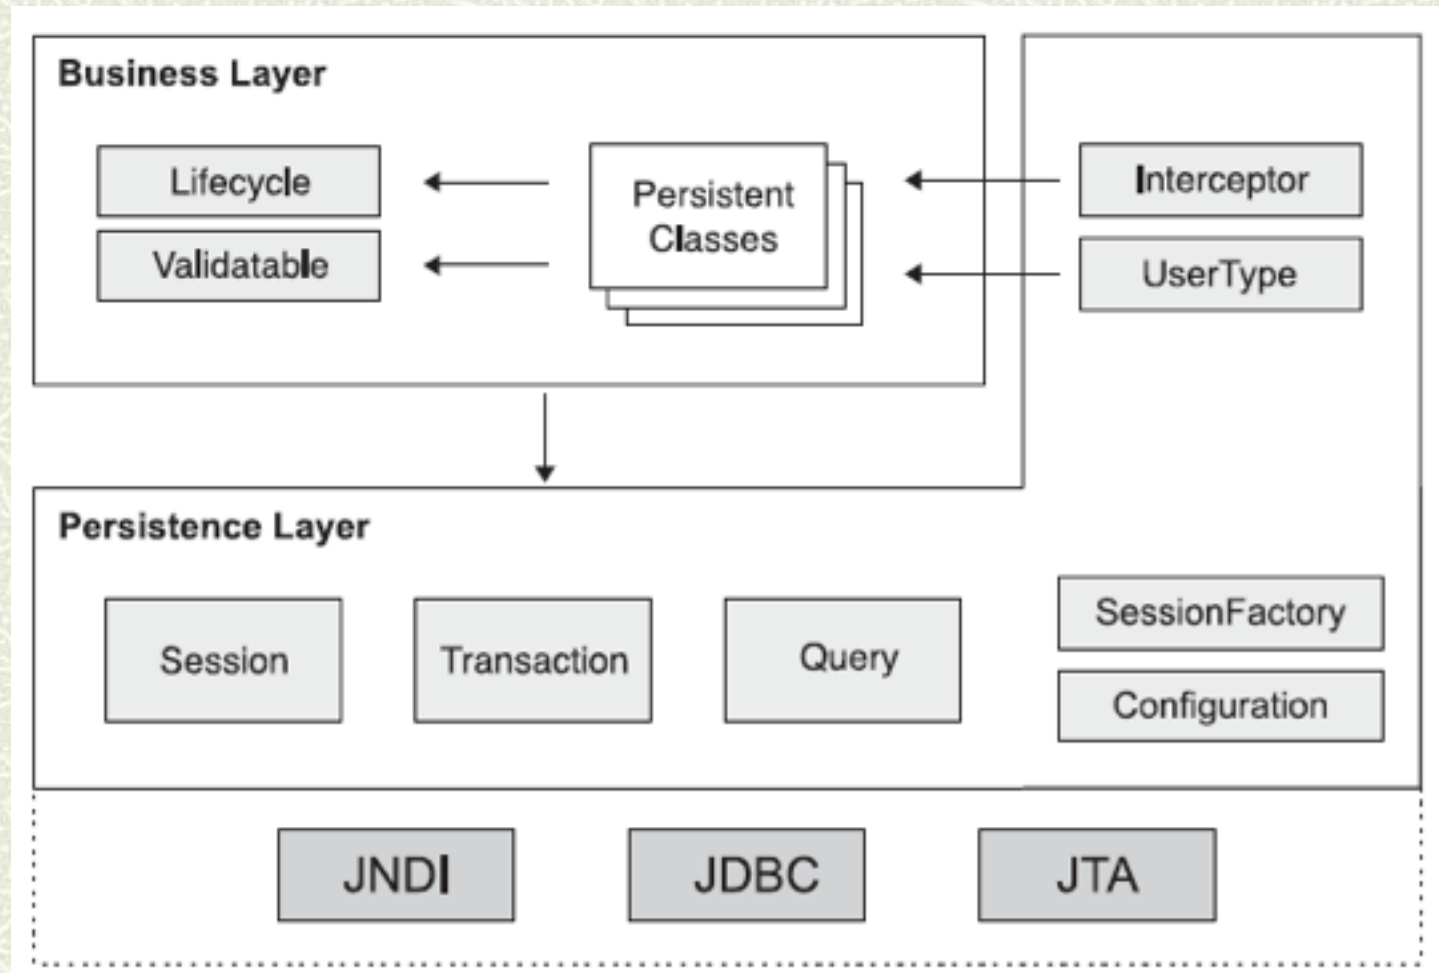 Business Layer
Lifecycle
Validatable
Persistent
Classes
Interceptor
UserType
Persistence Layer
Session
Transaction
Query
SessionFactory
Configuration
JNDI
JDBC
JTA